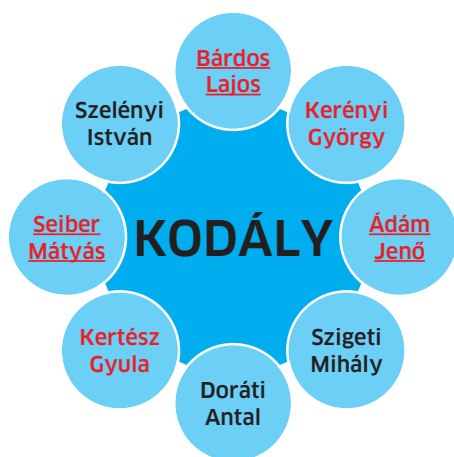 Bárdos
Lajos
Szelényi
István
Kerényi
György
Seiber
Mátyás
KODÁLY
Ádám
Jenő
Kertész
Gyula
Szigeti
Mihály
Doráti
Antal